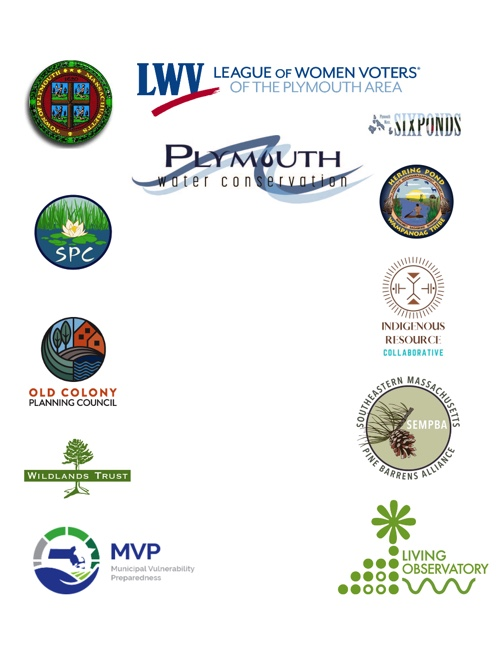 TOWN OF PLYMOUTH MASSACHUSETTS
LWV
LEAGUE OF WOMEN VOTERS®
OF THE PLYMOUTH AREA
SIXPONDS
PLYMOUTH
water conservation
HERRING POND
WAMPANOAG TRIBE
SPC
INDIGENOUS
RESOURCE
COLLABORATIVE
OLD COLONY
PLANNING COUNCIL
SOUTHEASTERN MASSACHUSETTS
SEMPBA
PINE BARRENS ALLIANCE
WILDLANDS TRUST
MVP
Municipal Vulnerability
Preparedness
LIVING
OBSERVATORY